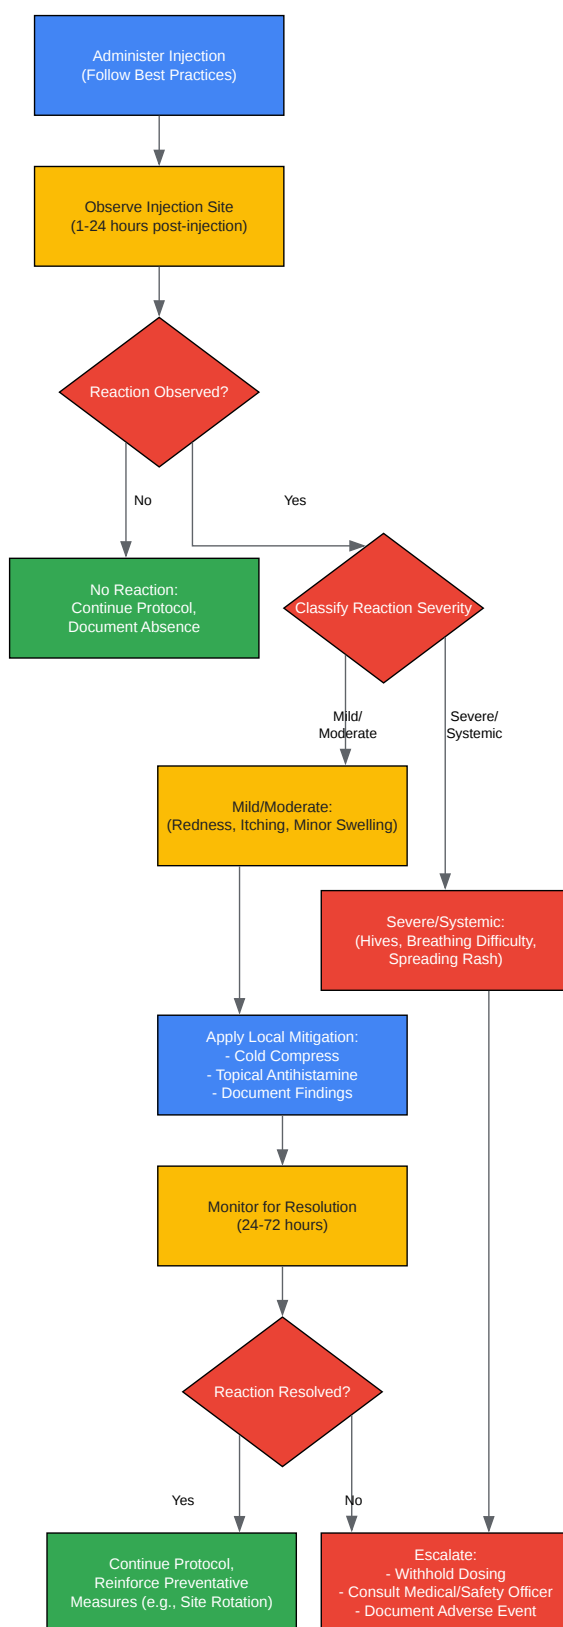 Administer Injection
(Follow Best Practices)
Observe Injection Site
(1-24 hours post-injection)
Reaction Observed?
No
Yes
No Reaction:
Continue Protocol,
Document Absence
Classify Reaction Severity
Mild/
Moderate
Severe/
Systemic
Mild/Moderate:
(Redness, Itching, Minor Swelling)
Severe/Systemic:
(Hives, Breathing Difficulty,
Spreading Rash)
Apply Local Mitigation:
- Cold Compress
- Topical Antihistamine
- Document Findings
Monitor for Resolution
(24-72 hours)
Reaction Resolved?
Yes
No
Continue Protocol,
Reinforce Preventative
Measures (e.g., Site Rotation)
Escalate:
- Withhold Dosing
- Consult Medical/Safety Officer
- Document Adverse Event